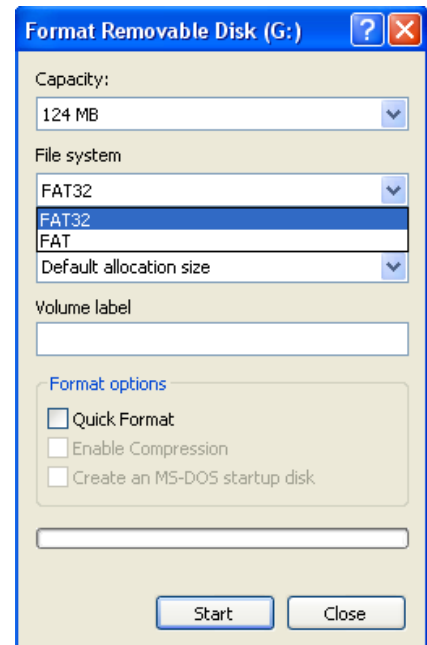 Format Removable Disk (G:)
Capacity:
124 MB
File system
FAT32
FAT32
FAT
Default allocation size
Volume label
Format options
Quick Format
Enable Compression
Create an MS-DOS startup disk
Start Close